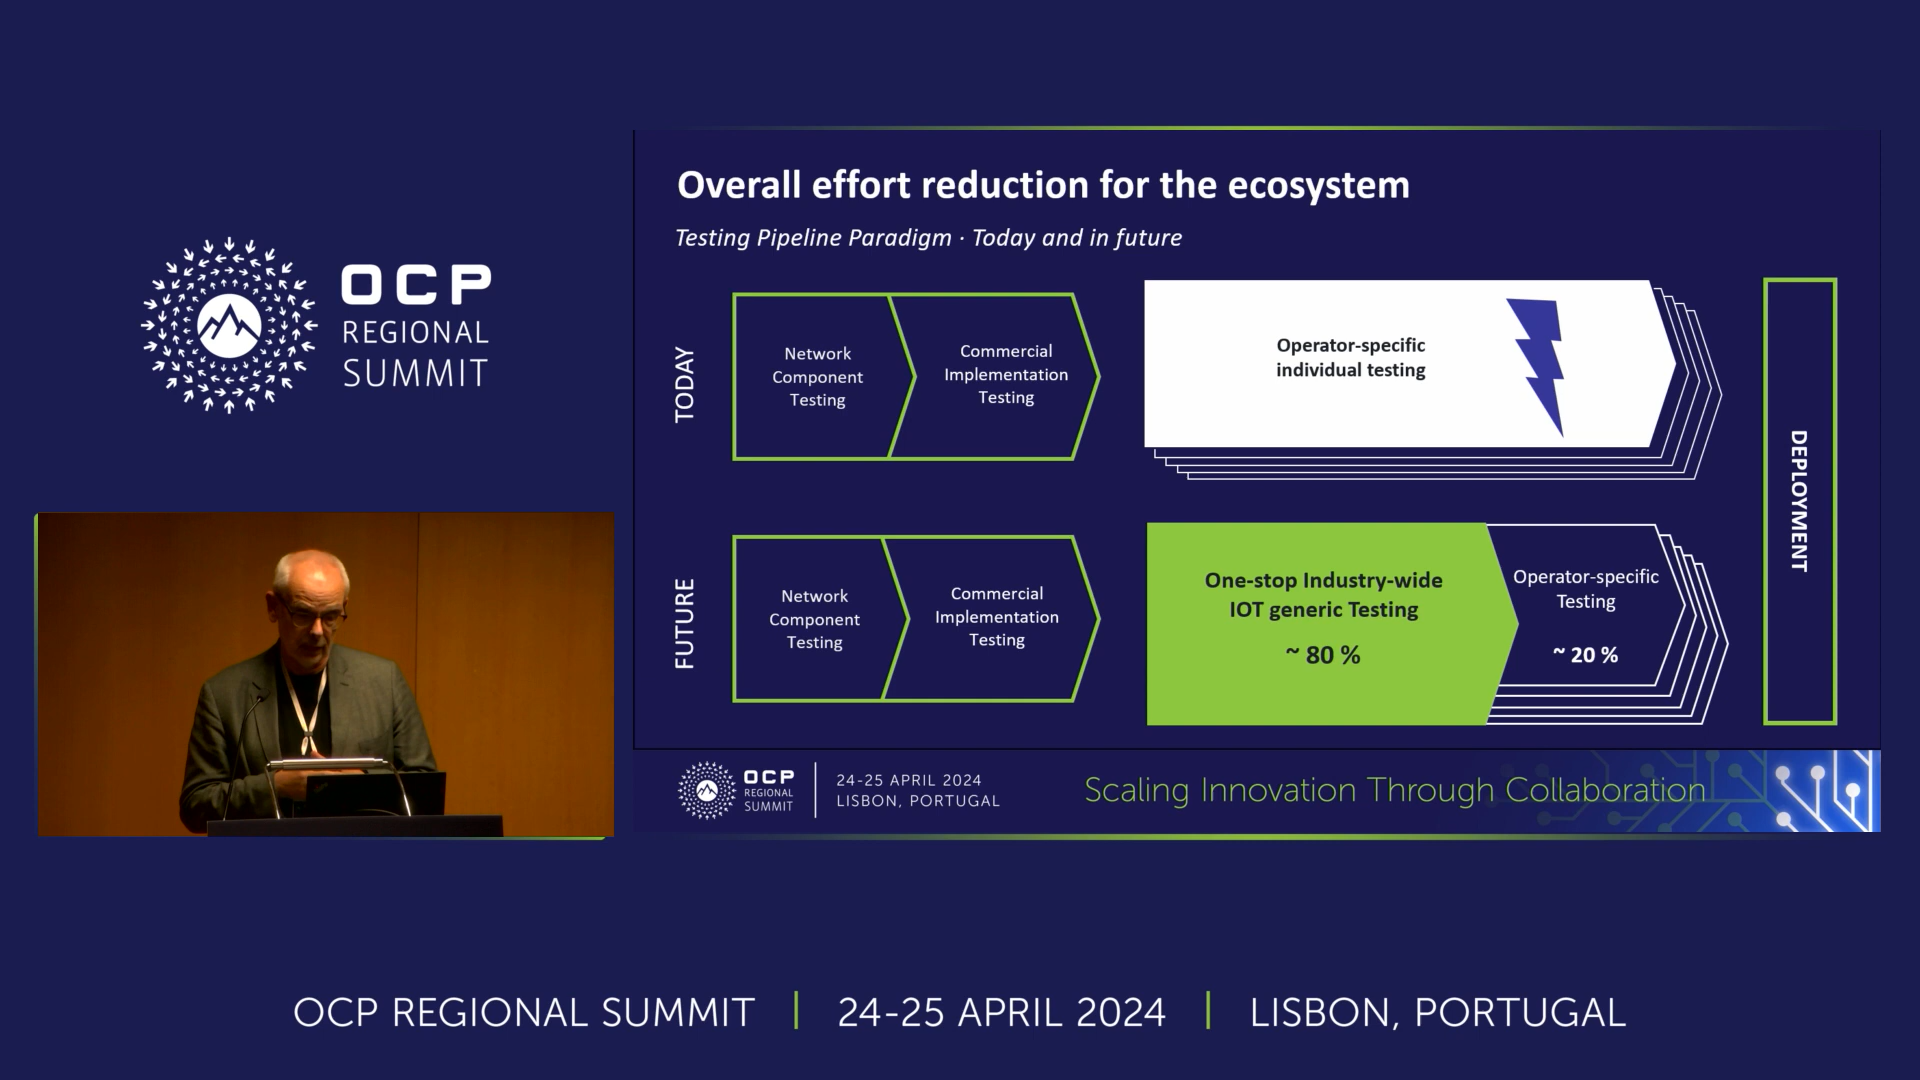 OCP
REGIONAL
SUMMIT
Overall effort reduction for the ecosystem
Testing Pipeline Paradigm · Today and in future
TODAY
Network
Component
Testing
Commercial
Implementation
Testing
Operator-specific
individual testing
FUTURE
Network
Component
Testing
Commercial
Implementation
Testing
One-stop Industry-wide
IOT generic Testing
~ 80 %
Operator-specific
Testing
~ 20 %
DEPLOYMENT
OCP
REGIONAL
SUMMIT
24-25 APRIL 2024
LISBON, PORTUGAL
Scaling Innovation Through Collaboration
OCP REGIONAL SUMMIT | 24-25 APRIL 2024 | LISBON, PORTUGAL